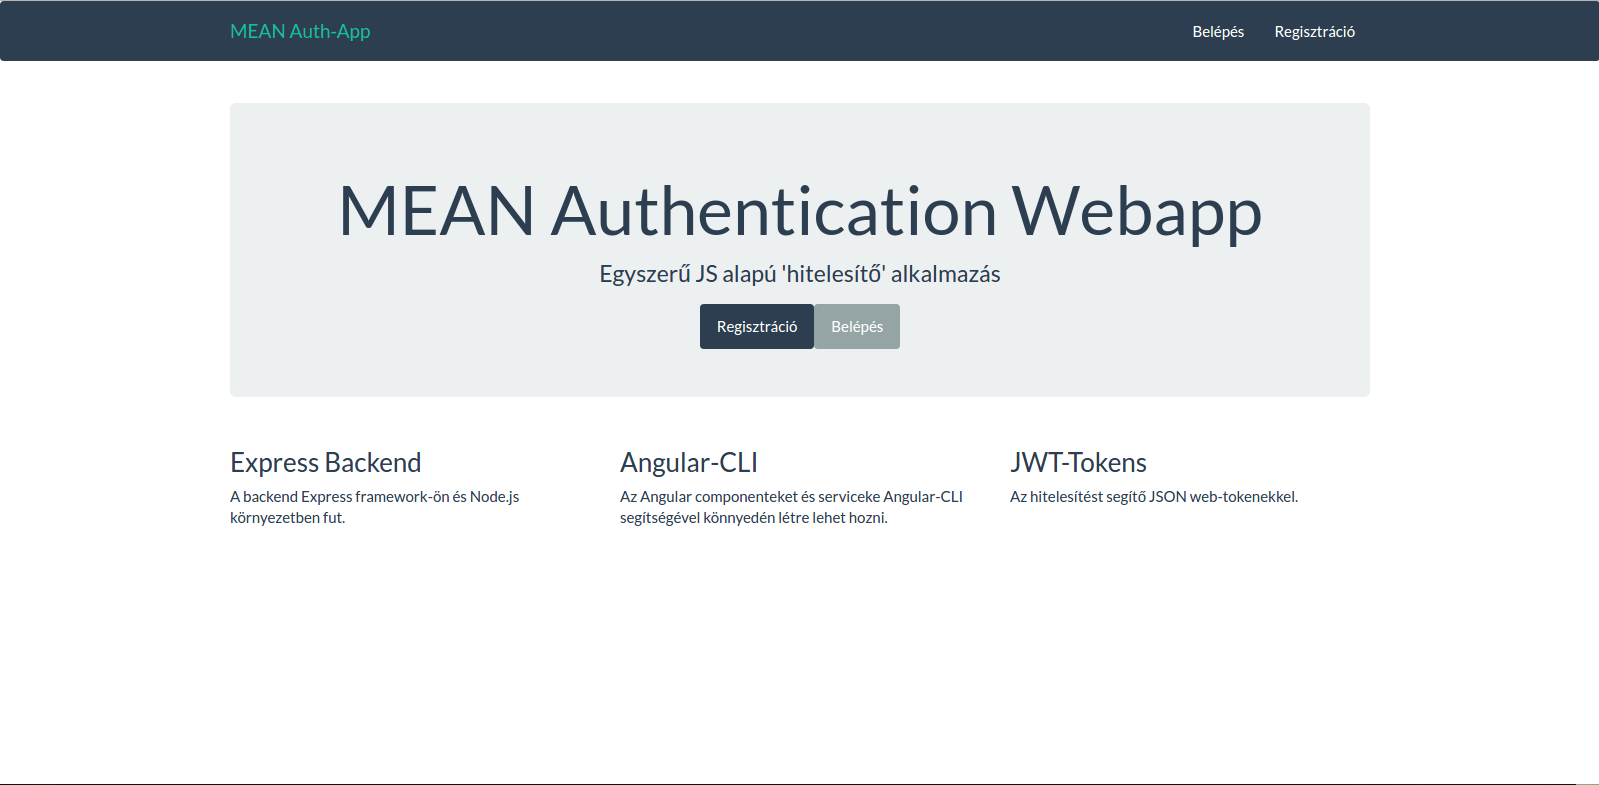 MEAN Auth-App
Belépés
Regisztráció
MEAN Authentication Webapp
Egyszerű JS alapú 'hitelesítő' alkalmazás
Regisztráció
Belépés
Express Backend
A backend Express framework-ön és Node.js
környezetben fut.
Angular-CLI
Az Angular componenteket és serviceke Angular-CLI
segítségével könnyedén létre lehet hozni.
JWT-Tokens
Az hitelesítést segítő JSON web-tokenekkel.